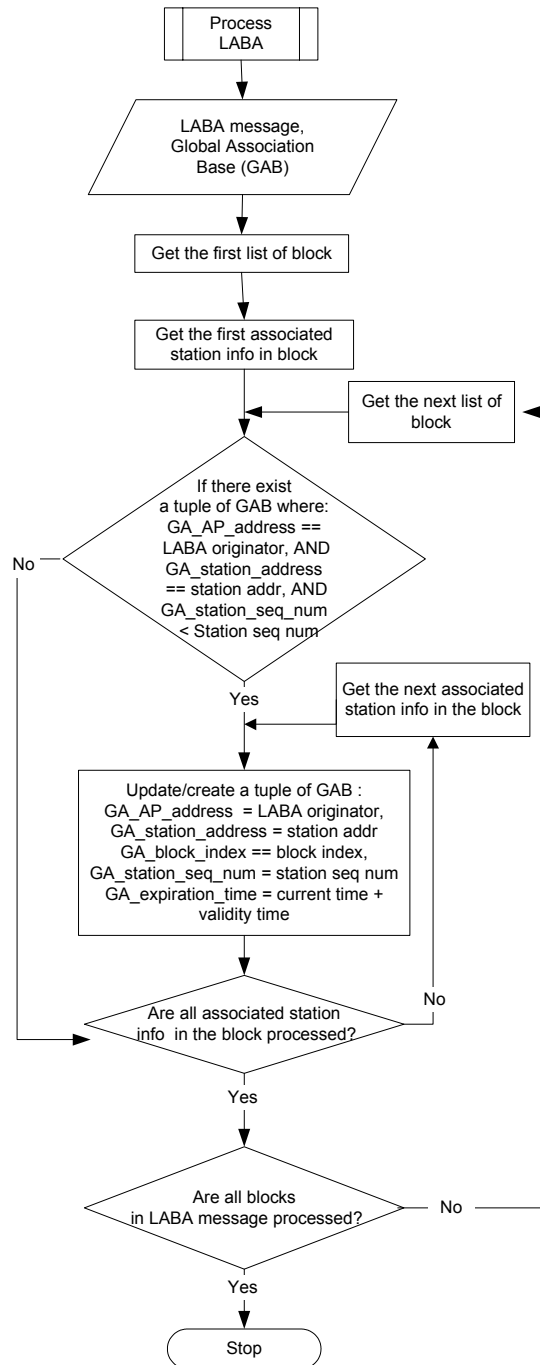 Process
LABA
LABA message,
Global Association
Base (GAB)
Get the first list of block
Get the first associated
station info in block
Get the next list of
block
If there exist
a tuple of GAB where:
GA_AP_address ==
LABA originator, AND
GA_station_address
== station addr, AND
GA_station_seq_num
< Station seq num
No
Yes
Get the next associated
station info in the block
Update/create a tuple of GAB :
GA_AP_address = LABA originator,
GA_station_address = station addr
GA_block_index == block index,
GA_station_seq_num = station seq num
GA_expiration_time = current time +
validity time
Are all associated station
info in the block processed?
No
Yes
Are all blocks
in LABA message processed?
No
Yes
Stop